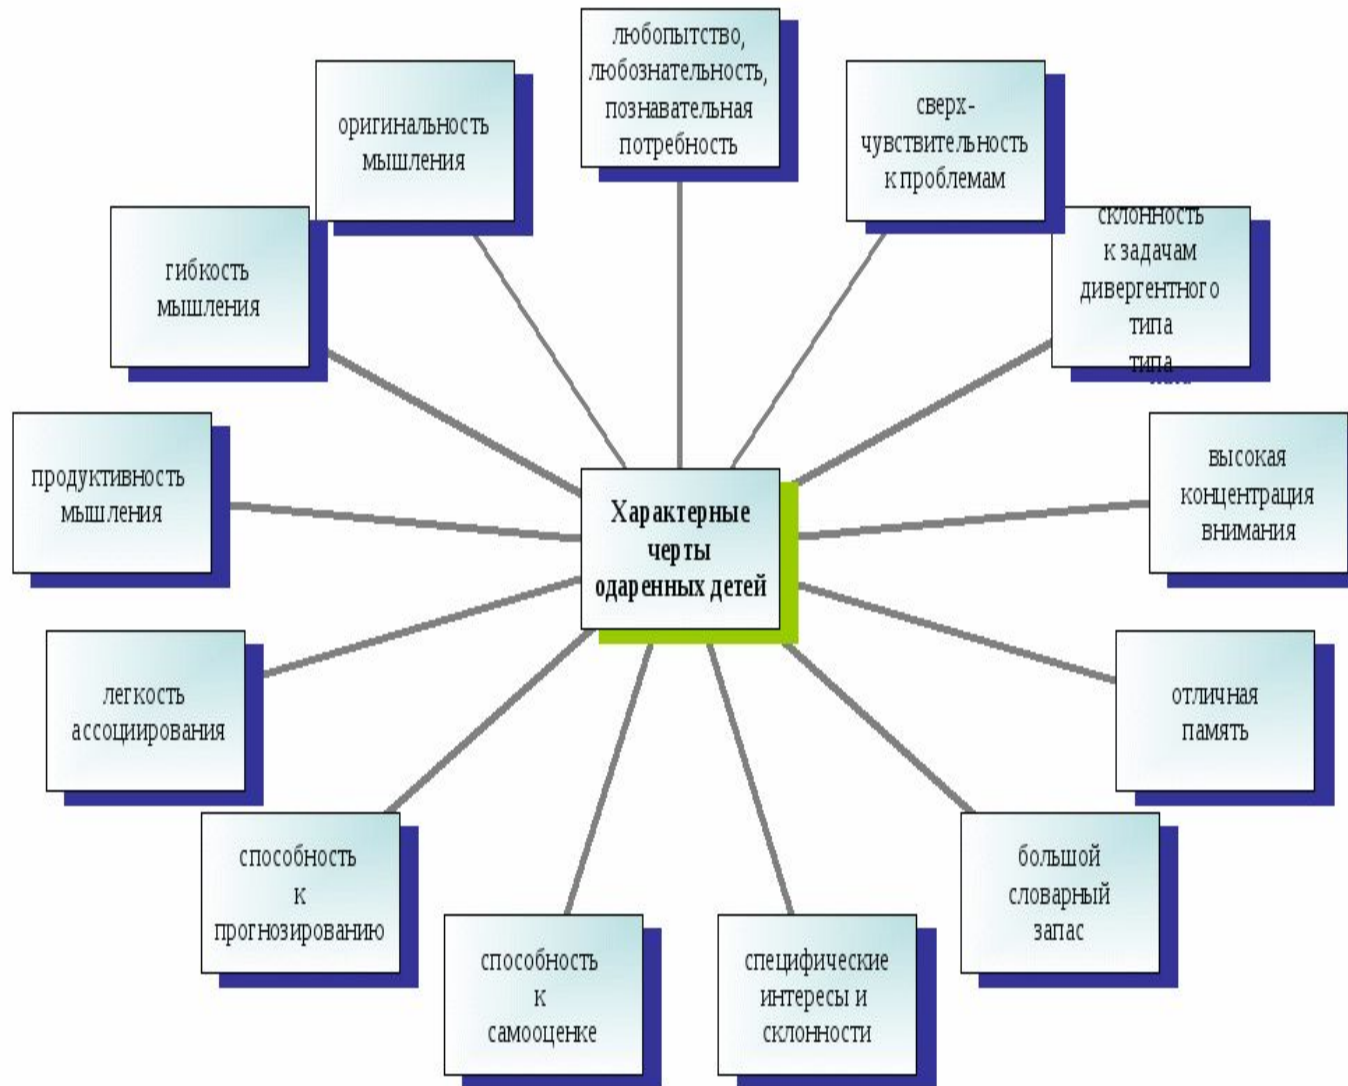 любопытство,
любознательность,
познавательная
потребность
сверх-
чувствительность
к проблемам
склонность
к задачам
дивергентного
типа
типа
высокая
концентрация
внимания
отличная
память
большой
словарный
запас
специфические
интересы и
склонности
способность
к
самооценке
способность
к
прогнозированию
легкость
ассоциирования
продуктивность
мышления
гибкость
мышления
оригинальность
мышления
Характерные
черты
одаренных детей